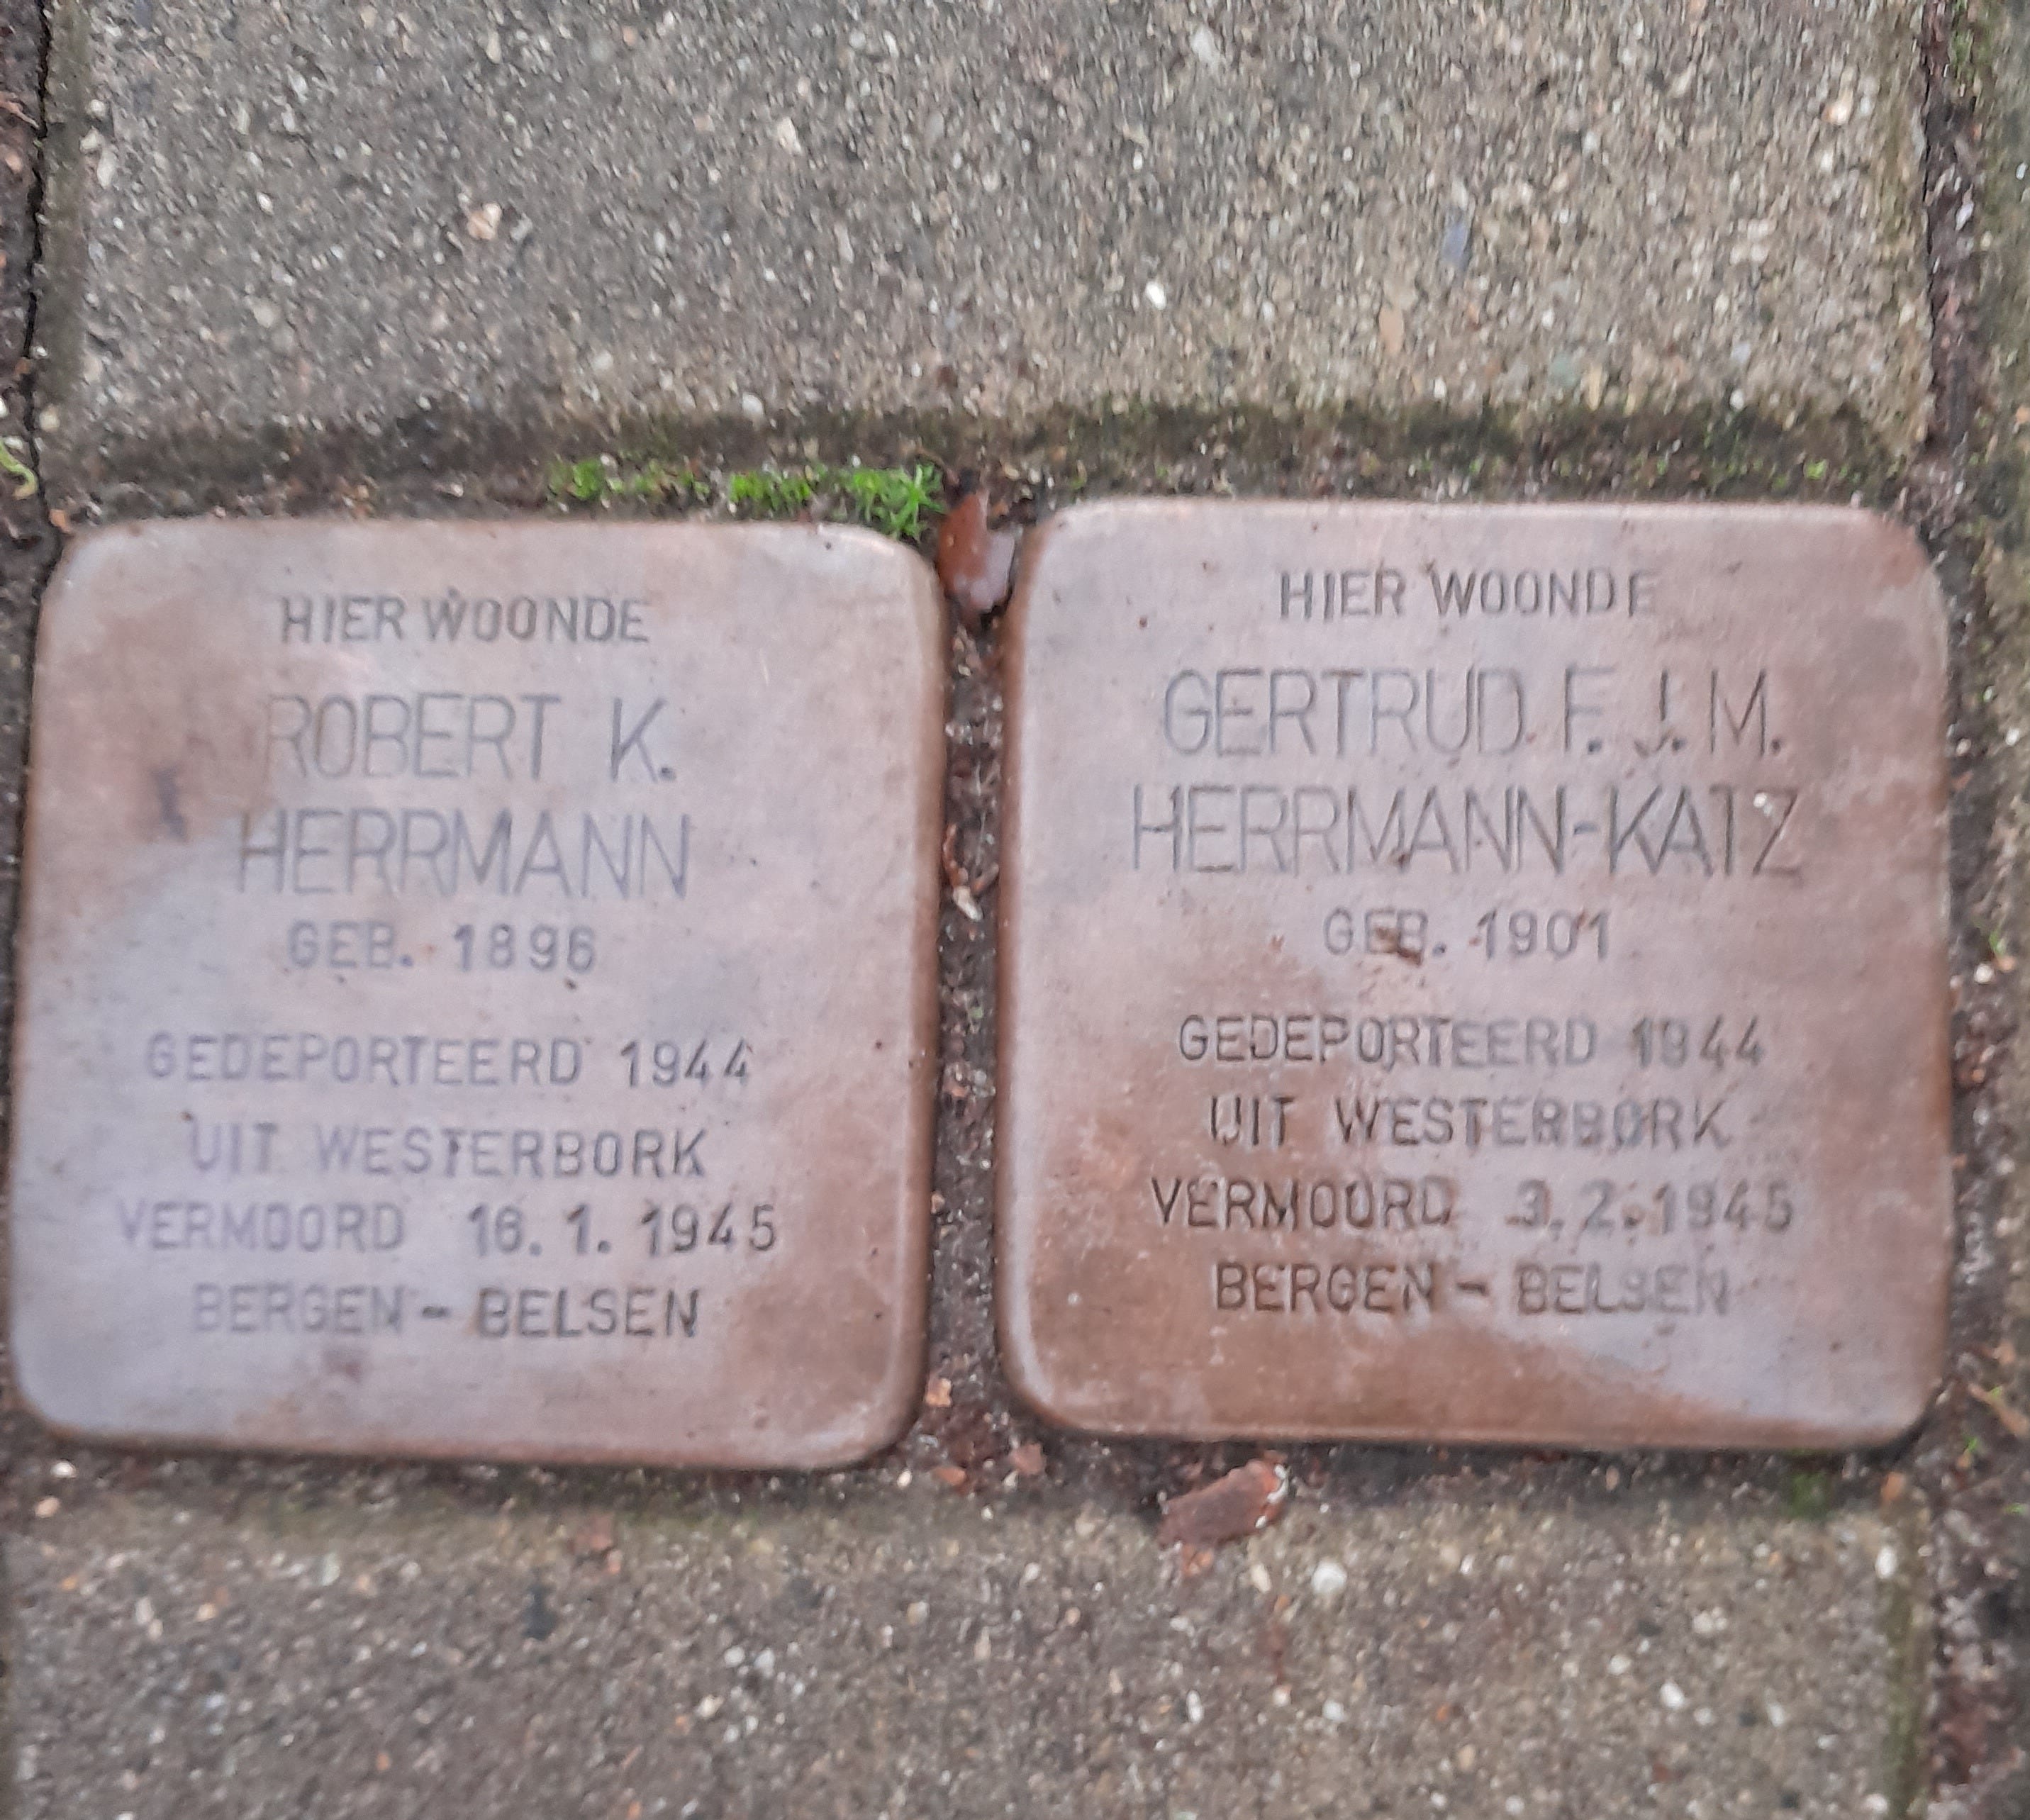 HIER WOONDE
ROBERT K.
HERRMANN
GEB. 1896
GEDEPORTEERD 1944
UIT WESTERBORK
VERMOORD 16.1.1945
BERGEN - BELSEN
HIER WOONDE
GERTRUD F. J. M.
HERRMANN-KATZ
GEB. 1901
GEDEPORTEERD 1944
UIT WESTERBORK
VERMOORD 3.2.1945
BERGEN - BELSEN